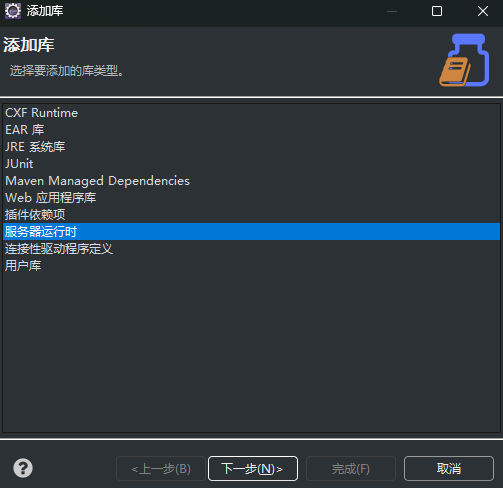 添加库
添加库
选择要添加的库类型。
CXF Runtime
EAR 库
JRE 系统库
JUnit
Maven Managed Dependencies
Web 应用程序库
插件依赖项
服务器运行时
连接性驱动程序定义
用户库
<上一步(B)
下一步(N)>
完成(F)
取消